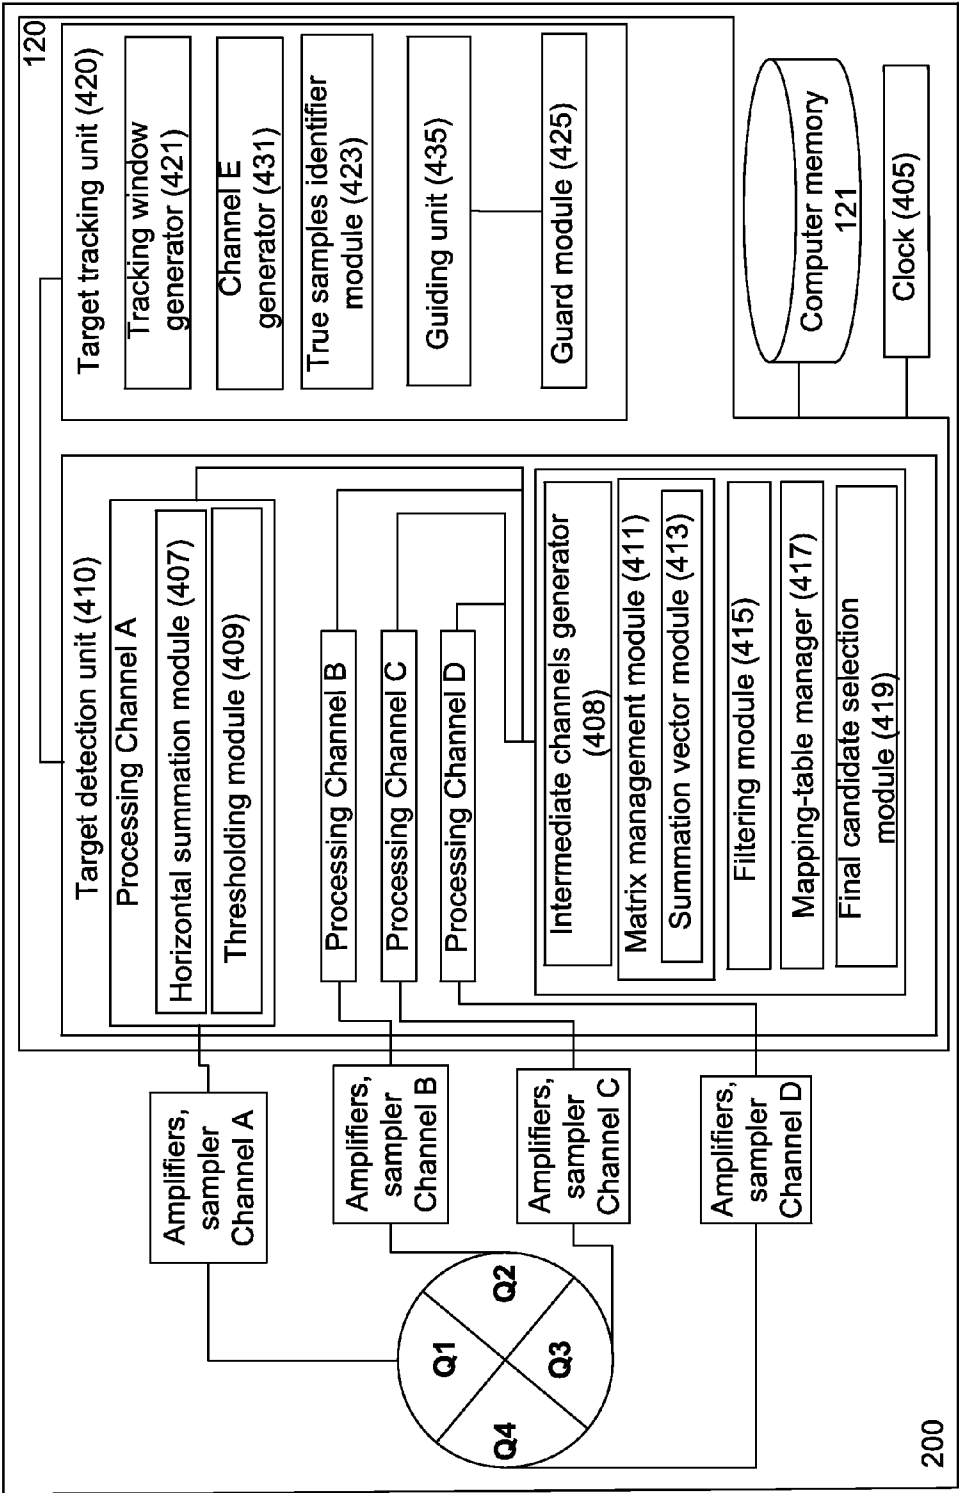 120
Target tracking unit (420)
Tracking window
generator (421)
Channel E
generator (431)
True samples identifier
module (423)
Guiding unit (435)
Guard module (425)
Computer memory
121
Clock (405)
Target detection unit (410)
Processing Channel A
Horizontal summation module (407)
Thresholding module (409)
Processing Channel B
Processing Channel C
Processing Channel D
Intermediate channels generator
(408)
Matrix management module (411)
Summation vector module (413)
Filtering module (415)
Mapping-table manager (417)
Final candidate selection
module (419)
Amplifiers,
sampler
Channel A
Amplifiers,
sampler
Channel B
Amplifiers,
sampler
Channel C
Amplifiers,
sampler
Channel D
Q1
Q2
Q3
Q4
200